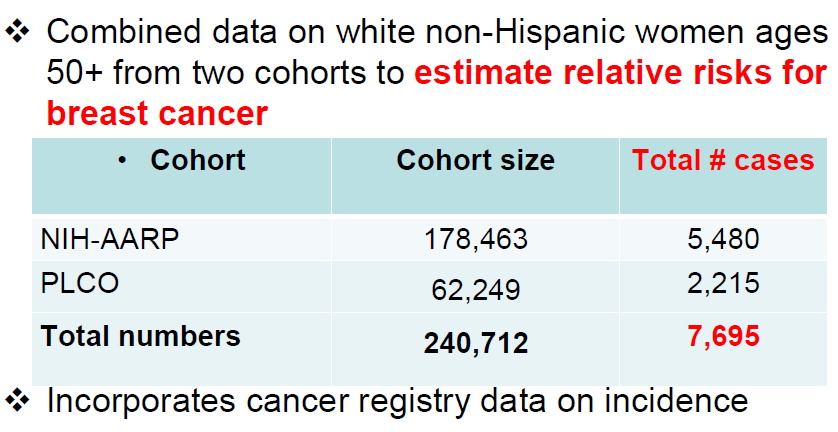 ❖ Combined data on white non-Hispanic women ages
50+ from two cohorts to estimate relative risks for
breast cancer
• Cohort Cohort size Total # cases
NIH-AARP 178,463 5,480
PLCO 62,249 2,215
Total numbers 240,712 7,695
❖ Incorporates cancer registry data on incidence